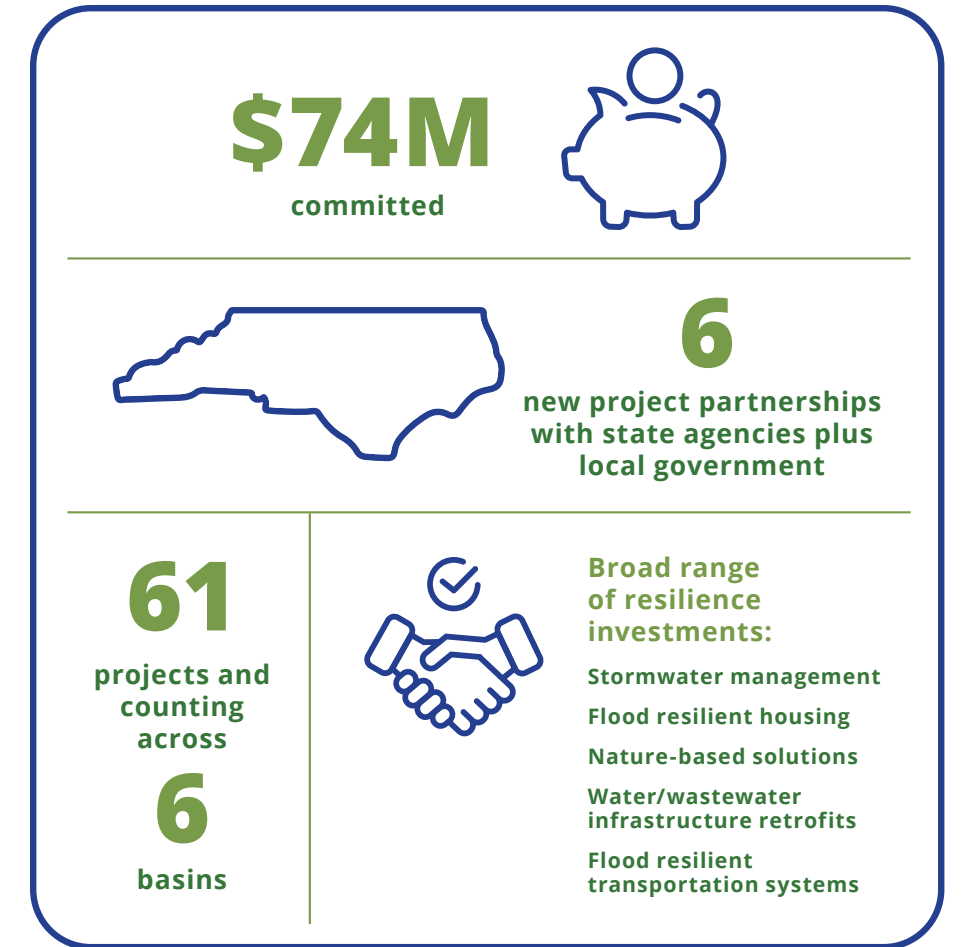 $74M
committed
6
new project partnerships
with state agencies plus
local government
61
projects and
counting
across
6
basins
Broad range
of resilience
investments:
Stormwater management
Flood resilient housing
Nature-based solutions
Water/wastewater
infrastructure retrofits
Flood resilient
transportation systems